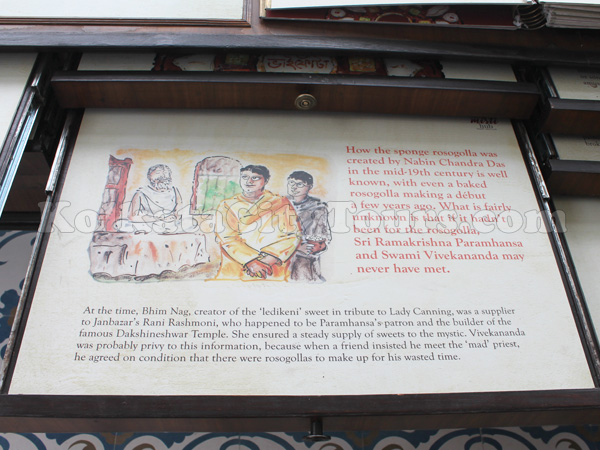 How the sponge rosogolla was
created by Nabin Chandra Das
in the mid-19th century is well
known, with even a baked
rosogolla making a début
a few years ago. What is fairly
unknown is that if it hadn'
been for the rosogolla,
Sri Ramakrishna Paramhansa
and Swami Vivekananda may
never have met.
At the time, Bhim Nag, creator of the 'ledikeni' sweet in tribute to Lady Canning, was a supplier
to Janbazar's Rani Rashmoni, who happened to be Paramhansa's patron and the builder of the
famous Dakshineshwar Temple. She ensured a steady supply of sweets to the mystic. Vivekananda
was probably privy to this information, because when a friend insisted he meet the 'mad' priest,
he agreed on condition that there were rosogollas to make up for his wasted time.